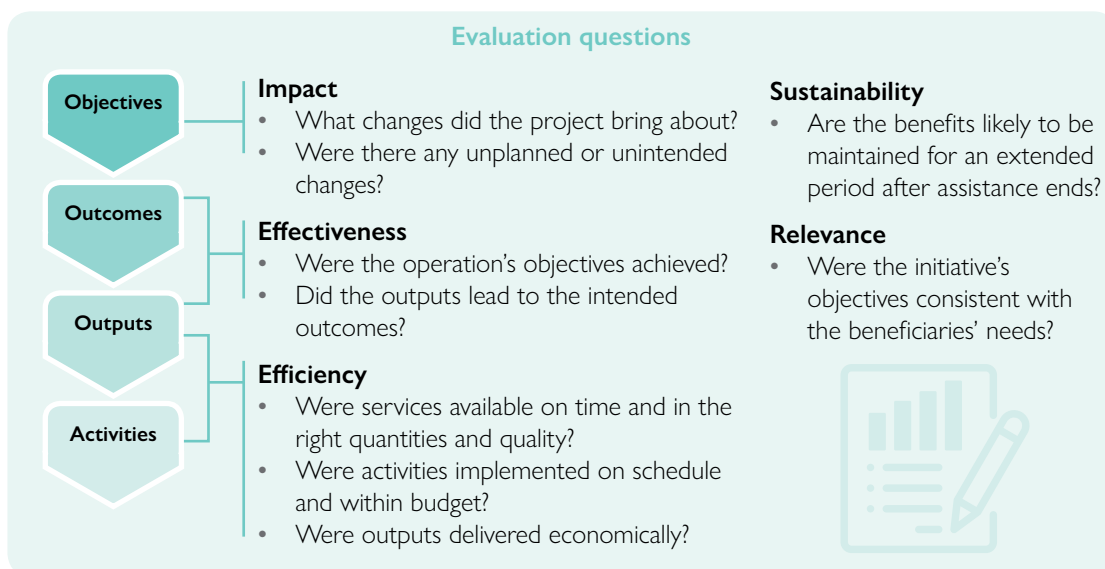 Evaluation questions
Objectives
Outcomes
Outputs
Activities
Impact
• What changes did the project bring about?
• Were there any unplanned or unintended
changes?
Effectiveness
• Were the operation’s objectives achieved?
• Did the outputs lead to the intended
outcomes?
Efficiency
• Were services available on time and in the
right quantities and quality?
• Were activities implemented on schedule
and within budget?
• Were outputs delivered economically?
Sustainability
• Are the benefits likely to be
maintained for an extended
period after assistance ends?
Relevance
• Were the initiative’s
objectives consistent with
the beneficiaries’ needs?